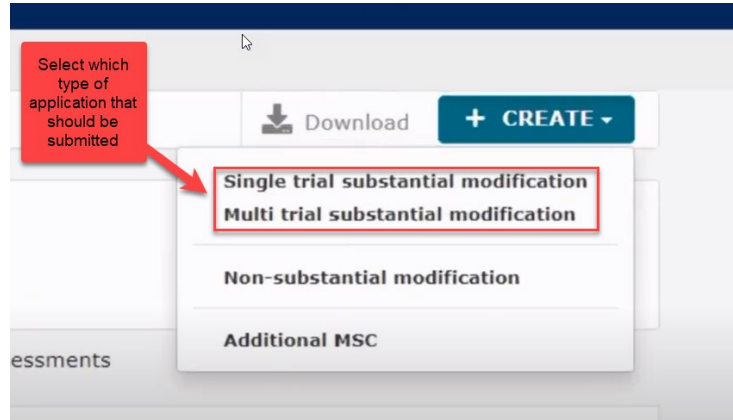 Select which
type of
application that
should be
submitted
Download
+ CREATE
Single trial substantial modification
Multi trial substantial modification
Non-substantial modification
Additional MSC
essments